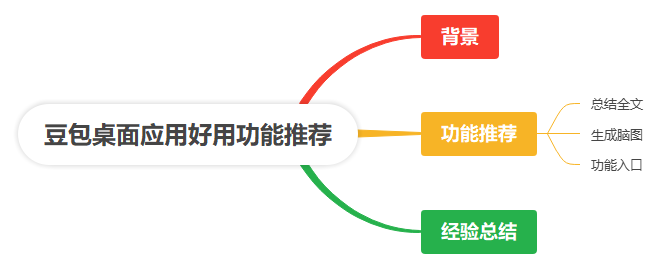 豆包桌面应用好用功能推荐
背景
功能推荐
总结全文
生成脑图
功能入口
经验总结